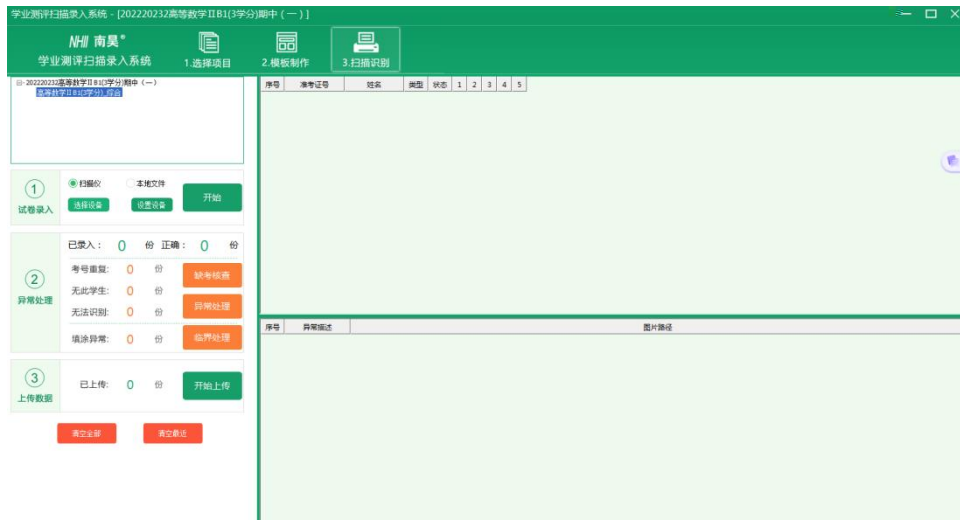 学业测评扫描录入系统 - [202220232高等数学ⅡB1(3学分)期中（一）]
NHⅡ 南昊®
学业测评扫描录入系统
1.选择项目
2.模板制作
3.扫描识别
202220232高等数学ⅡB1(3学分)期中（一）
高等数学ⅡB1(3学分)_综合
序号 准考证号 姓名 类型 状态 1 2 3 4 5
1
试卷录入
扫描仪 本地文件
选择设备 设置设备
开始
2
异常处理
已录入： 0 份 正确： 0 份
考号重复: 0 份
缺考核查
无此学生: 0 份
无法识别: 0 份
异常处理
填涂异常: 0 份
临界处理
序号 异常描述 图片路径
3
上传数据
已上传: 0 份
开始上传
清空全部 清空最近